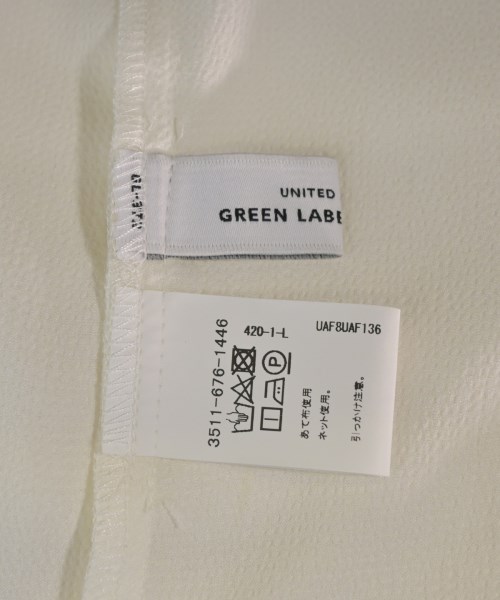 UNITED
GREEN LABE
UAF8UAF136
420-I-L
3511-676-1446
あて布使用
ネット使用。
引っかけ注意。